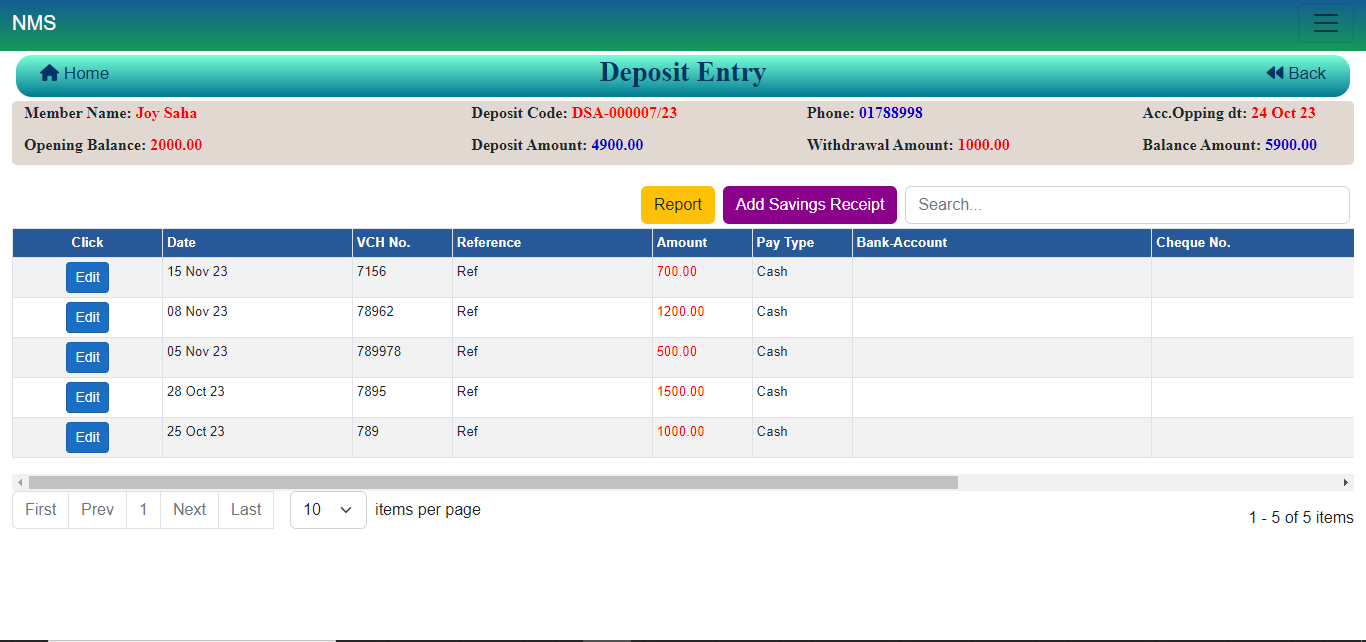 NMS
Home Deposit Entry Back
Member Name: Joy Saha Deposit Code: DSA-000007/23 Phone: 01788998 Acc.Opping dt: 24 Oct 23
Opening Balance: 2000.00 Deposit Amount: 4900.00 Withdrawal Amount: 1000.00 Balance Amount: 5900.00
Report Add Savings Receipt Search...
Click Date VCH No. Reference Amount Pay Type Bank-Account Cheque No.
Edit 15 Nov 23 7156 Ref 700.00 Cash
Edit 08 Nov 23 78962 Ref 1200.00 Cash
Edit 05 Nov 23 789978 Ref 500.00 Cash
Edit 28 Oct 23 7895 Ref 1500.00 Cash
Edit 25 Oct 23 789 Ref 1000.00 Cash
First Prev 1 Next Last 10 items per page 1 - 5 of 5 items